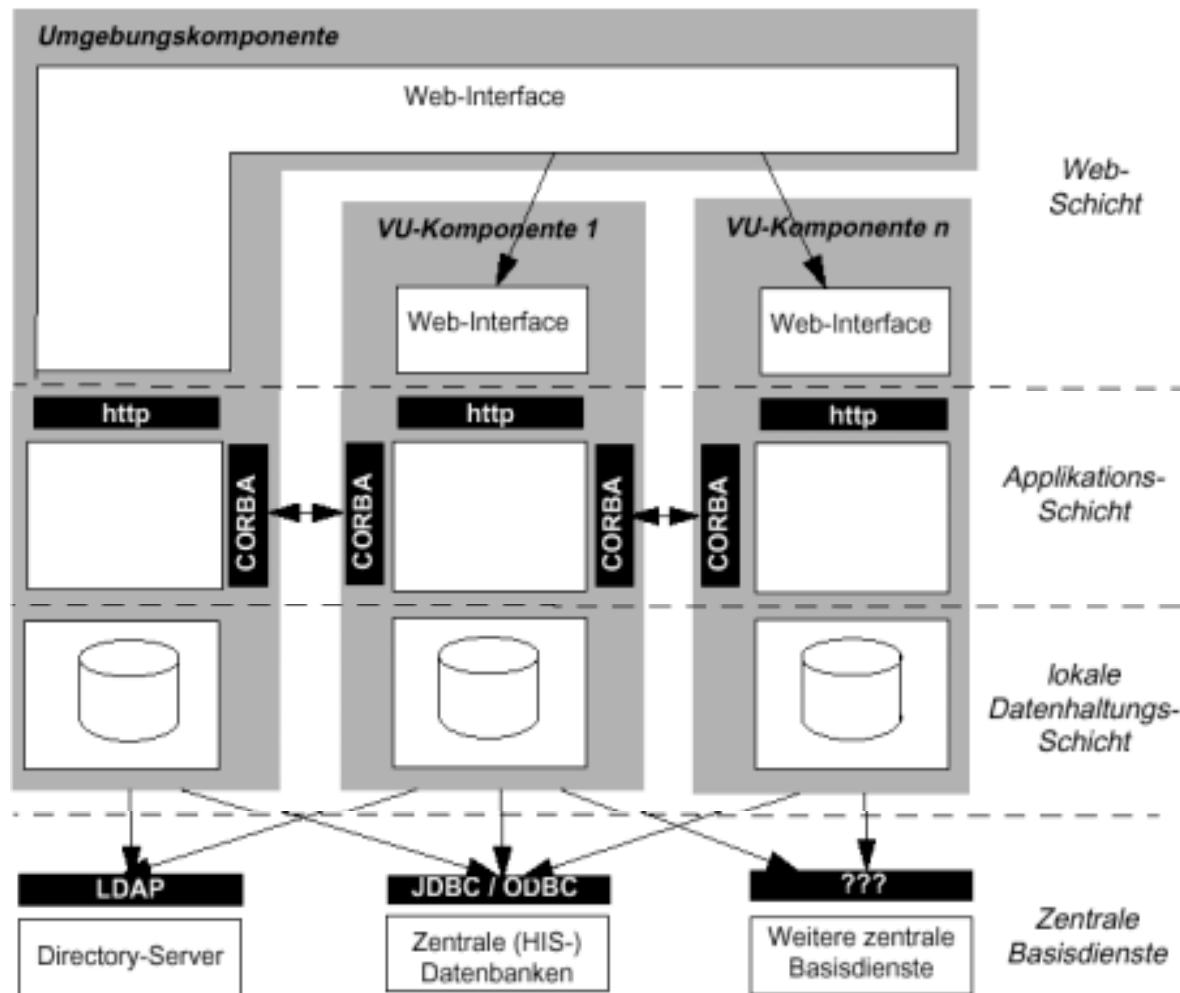 Umgebungskomponente
Web-Interface
Web-
Schicht
VU-Komponente 1
VU-Komponente n
Web-Interface
Web-Interface
http
http
http
CORBA
CORBA
CORBA
CORBA
Applikations-
Schicht
lokale
Datenhaltungs-
Schicht
LDAP
JDBC / ODBC
???
Directory-Server
Zentrale (HIS-)
Datenbanken
Weitere zentrale
Basisdienste
Zentrale
Basisdienste